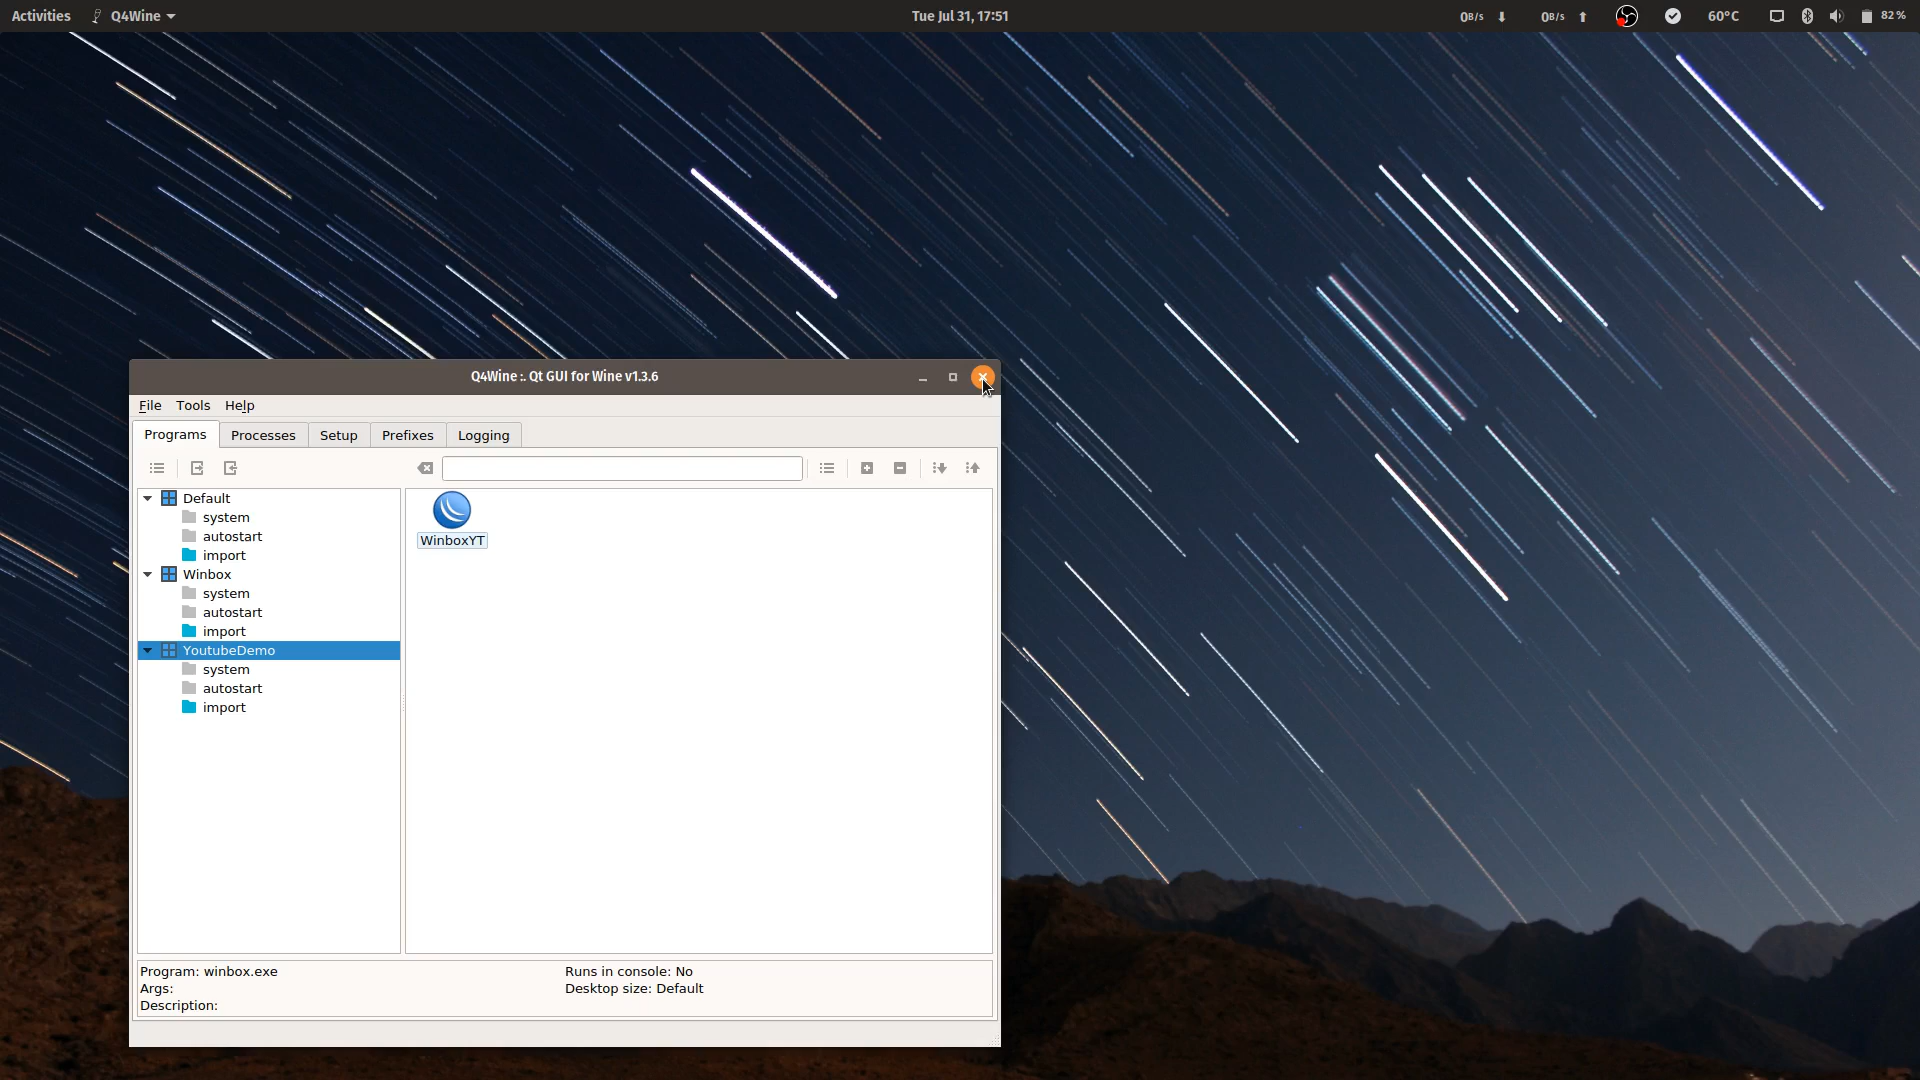 Activities Q4Wine Tue Jul 31, 17:51 0B/s 0B/s 60°C 82%
Q4Wine :. Qt GUI for Wine v1.3.6
File Tools Help
Programs Processes Setup Prefixes Logging
Default
system
autostart
import
Winbox
system
autostart
import
YoutubeDemo
system
autostart
import
WinboxYT
Program: winbox.exe Runs in console: No
Args: Desktop size: Default
Description: